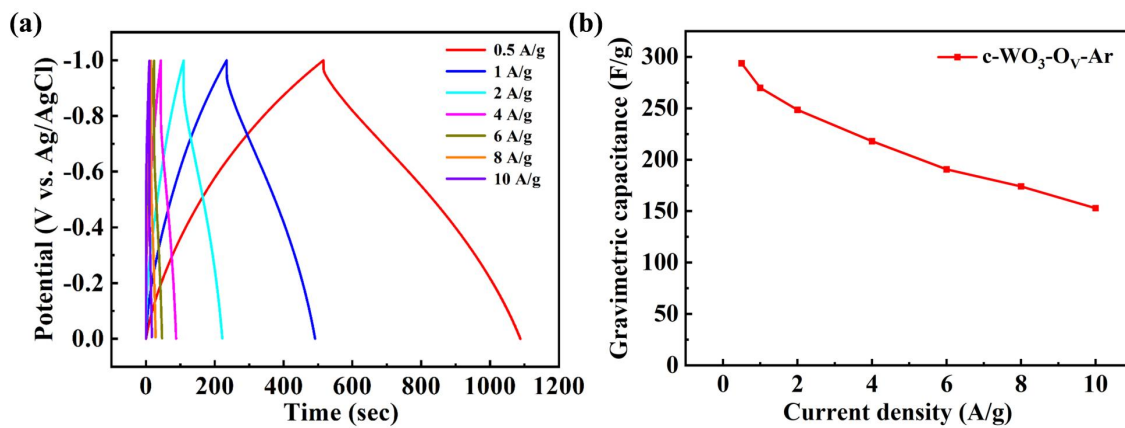 (a)
Potential (V vs. Ag/AgCl)
-1.0
-0.8
-0.6
-0.4
-0.2
0.0
0.5 A/g
1 A/g
2 A/g
4 A/g
6 A/g
8 A/g
10 A/g
0 200 400 600 800 1000 1200
Time (sec)
(b)
Gravimetric capacitance (F/g)
300
250
200
150
100
50
0
c-WO₃-Oᵥ-Ar
0 2 4 6 8 10
Current density (A/g)